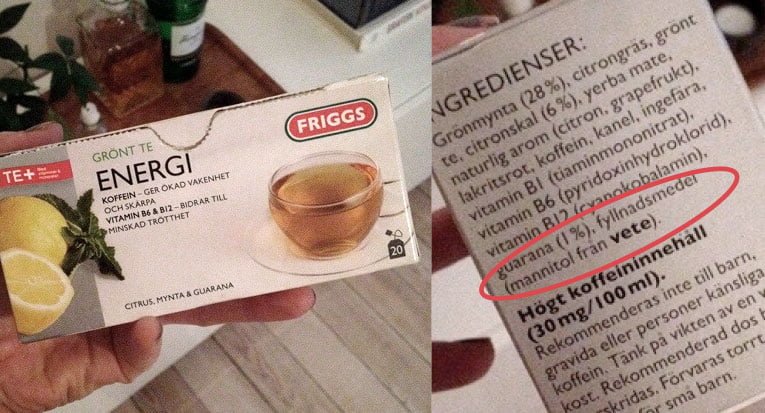 FRIGGS
GRÖNT TE
ENERGI
TE+
KOFFEIN – GER ÖKAD VAKENHET
OCH SKÄRPA
VITAMIN B6 & B12 – BIDRAR TILL
MINSKAD TRÖTTHET
20
CITRUS, MYNTA & GUARANA
NGREDIENSER:
Grönmynta (28%), citrongräs, grönt
te, citronskal (6%), yerba mate,
naturlig arom (citron, grapefrukt).
lakritsrot, koffein, kanel, ingefära,
vitamin B1 (tiaminmononitrat),
vitamin B6 (pyridoxinhydroklorid),
vitamin B12 (cyanokobalamin),
guarana (1%), fyllnadsmedel
(mannitol från vete).
Högt koffeininnehåll
(30 mg/100 ml).
Rekommenderas inte till barn,
gravida eller personer känsliga
koffein. Tänk på vikten av en v
kost. Rekommenderad dos b
skridas. Förvaras torrt
för små barn.